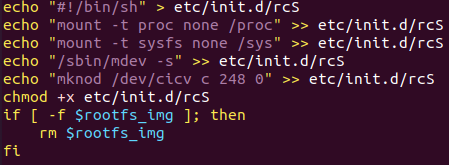 echo "#!/bin/sh" > etc/init.d/rcS
echo "mount -t proc none /proc" >> etc/init.d/rcS
echo "mount -t sysfs none /sys" >> etc/init.d/rcS
echo "/sbin/mdev -s" >> etc/init.d/rcS
echo "mknod /dev/cicv c 248 0" >> etc/init.d/rcS
chmod +x etc/init.d/rcS
if [ -f $rootfs_img ]; then
    rm $rootfs_img
fi